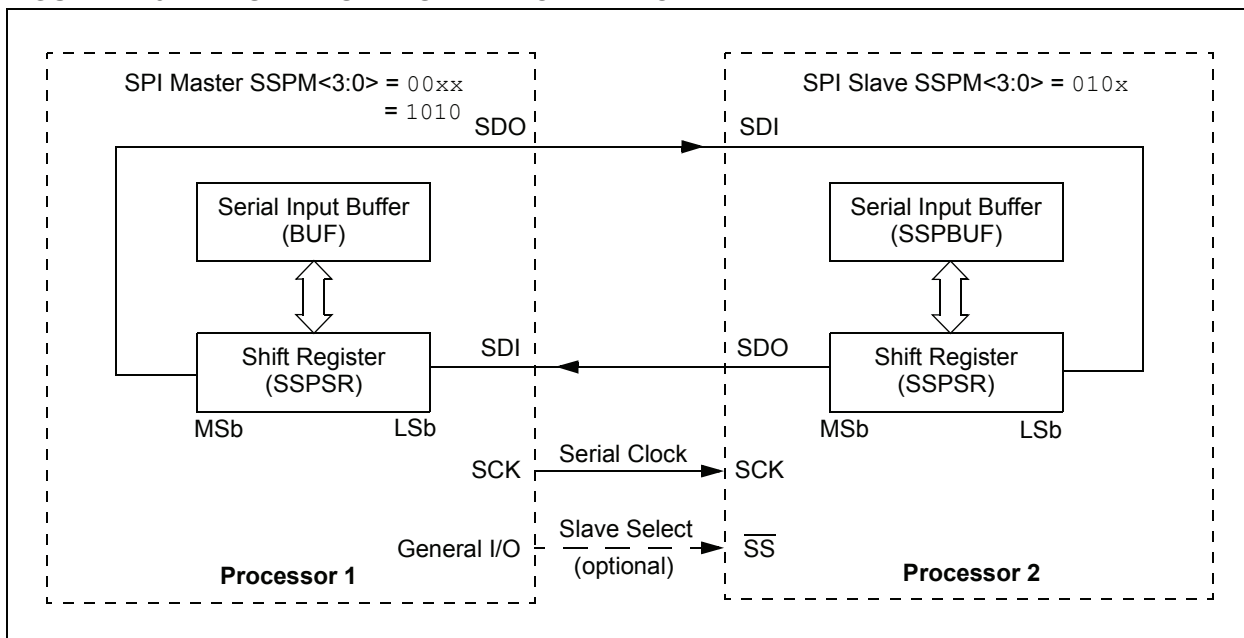 SPI Master SSPM<3:0> = 00xx
= 1010
SPI Slave SSPM<3:0> = 010x
SDO
SDI
Serial Input Buffer
(BUF)
Serial Input Buffer
(SSPBUF)
Shift Register
(SSPSR)
MSb
LSb
SDI
SDO
Shift Register
(SSPSR)
MSb
LSb
SCK
Serial Clock
SCK
General I/O
Slave Select
(optional)
SS
Processor 1
Processor 2